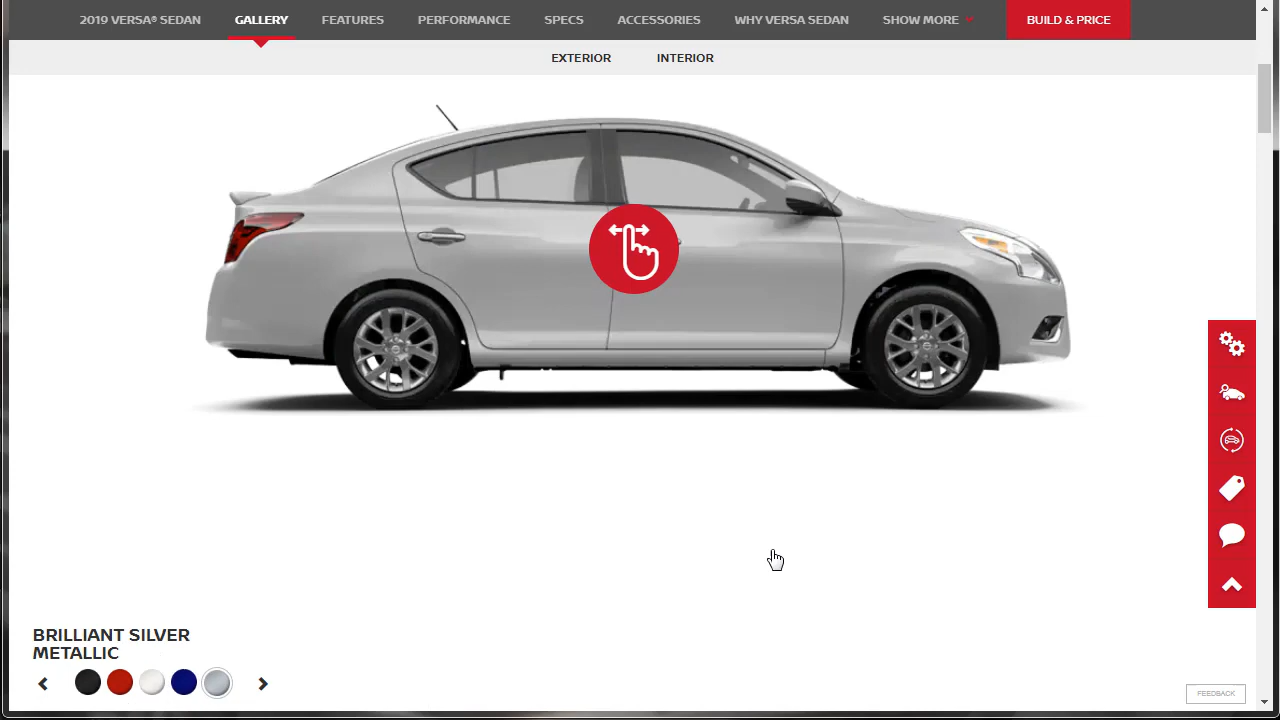 2019 VERSA® SEDAN GALLERY FEATURES PERFORMANCE SPECS ACCESSORIES WHY VERSA SEDAN SHOW MORE BUILD & PRICE
EXTERIOR INTERIOR
BRILLIANT SILVER
METALLIC
FEEDBACK